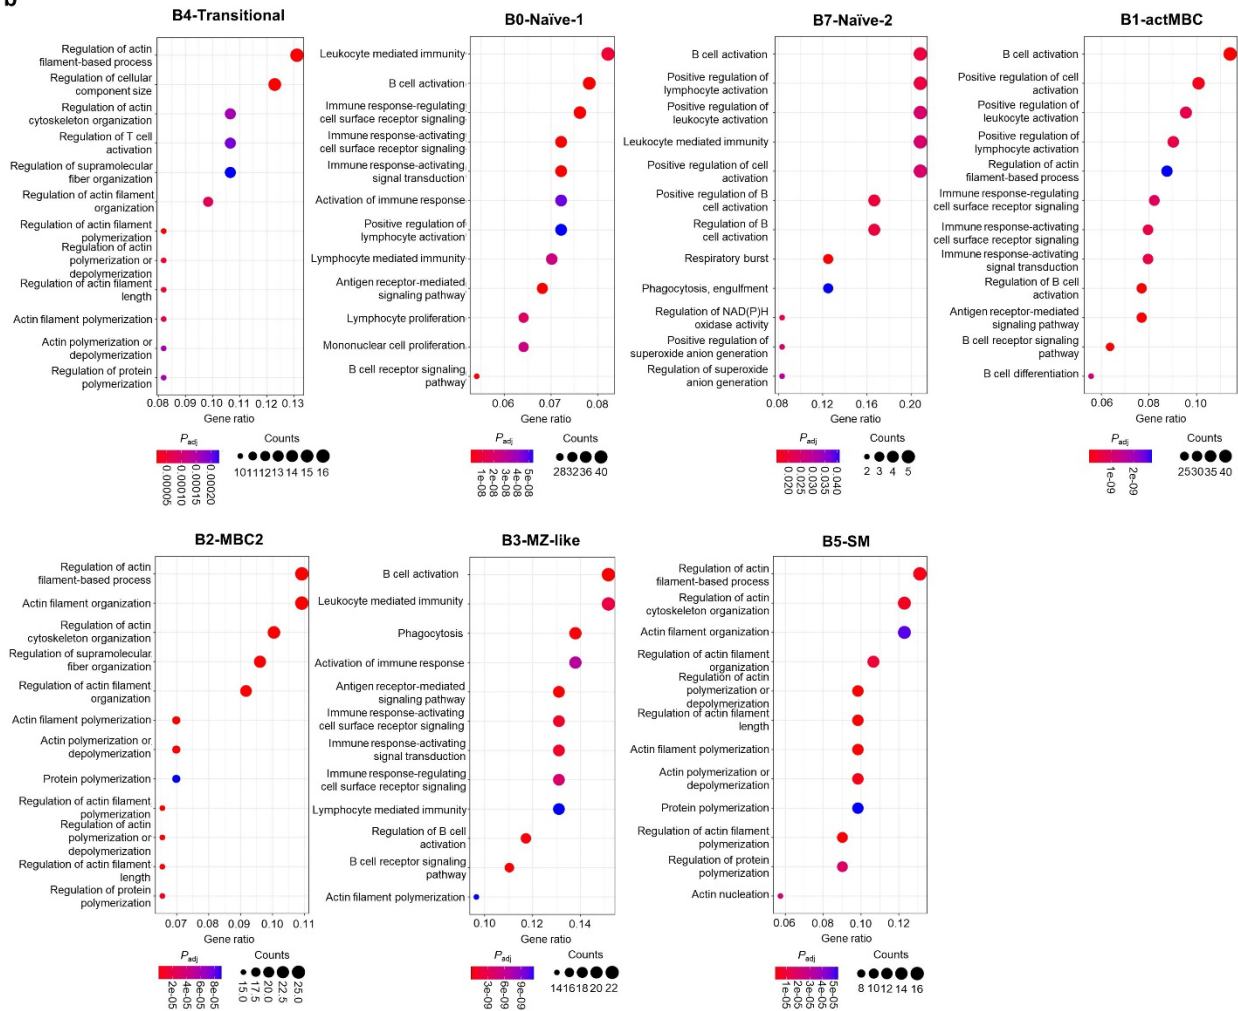 b
B4-Transitional
Regulation of actin
filament-based process
Regulation of cellular
component size
Regulation of actin
cytoskeleton organization
Regulation of T cell
activation
Regulation of supramolecular
fiber organization
Regulation of actin filament
organization
Regulation of actin filament
polymerization
Regulation of actin
polymerization or
depolymerization
Regulation of actin filament
length
Actin filament polymerization
Actin polymerization or
depolymerization
Regulation of protein
polymerization
0.08 0.09 0.10 0.11 0.12 0.13
Gene ratio
Padj
0.00005 0.00010 0.00015 0.00020
Counts
10 11 12 13 14 15 16
B0-Naïve-1
Leukocyte mediated immunity
B cell activation
Immune response-regulating
cell surface receptor signaling
Immune response-activating
cell surface receptor signaling
Immune response-activating
signal transduction
Activation of immune response
Positive regulation of
lymphocyte activation
Lymphocyte mediated immunity
Antigen receptor-mediated
signaling pathway
Lymphocyte proliferation
Mononuclear cell proliferation
B cell receptor signaling
pathway
0.06 0.07 0.08
Gene ratio
Padj
1e-08 2e-08 3e-08 4e-08 5e-08
Counts
28 32 36 40
B7-Naïve-2
B cell activation
Positive regulation of
lymphocyte activation
Positive regulation of
leukocyte activation
Leukocyte mediated immunity
Positive regulation of cell
activation
Positive regulation of B
cell activation
Regulation of B
cell activation
Respiratory burst
Phagocytosis, engulfment
Regulation of NAD(P)H
oxidase activity
Positive regulation of
superoxide anion generation
Regulation of superoxide
anion generation
0.08 0.12 0.16 0.20
Gene ratio
Padj
0.020 0.025 0.030 0.035 0.040
Counts
2 3 4 5
B1-actMBC
B cell activation
Positive regulation of cell
activation
Positive regulation of
leukocyte activation
Positive regulation of
lymphocyte activation
Regulation of actin
filament-based process
Immune response-regulating
cell surface receptor signaling
Immune response-activating
cell surface receptor signaling
Immune response-activating
signal transduction
Regulation of B cell
activation
Antigen receptor-mediated
signaling pathway
B cell receptor signaling
pathway
B cell differentiation
0.06 0.08 0.10
Gene ratio
Padj
1e-09 2e-09
Counts
25 30 35 40
B2-MBC2
Regulation of actin
filament-based process
Actin filament organization
Regulation of actin
cytoskeleton organization
Regulation of supramolecular
fiber organization
Regulation of actin filament
organization
Actin filament polymerization
Actin polymerization or
depolymerization
Protein polymerization
Regulation of actin filament
polymerization
Regulation of actin
polymerization or
depolymerization
Regulation of actin filament
length
Regulation of protein
polymerization
0.07 0.08 0.09 0.10 0.11
Gene ratio
Padj
2e-05 4e-05 6e-05 8e-05
Counts
15.0 17.5 20.0 22.5 25.0
B3-MZ-like
B cell activation
Leukocyte mediated immunity
Phagocytosis
Activation of immune response
Antigen receptor-mediated
signaling pathway
Immune response-activating
cell surface receptor signaling
Immune response-activating
signal transduction
Immune response-regulating
cell surface receptor signaling
Lymphocyte mediated immunity
Regulation of B cell
activation
B cell receptor signaling
pathway
Actin filament polymerization
0.10 0.12 0.14
Gene ratio
Padj
3e-09 6e-09 9e-09
Counts
14 16 18 20 22
B5-SM
Regulation of actin
filament-based process
Regulation of actin
cytoskeleton organization
Actin filament organization
Regulation of actin filament
organization
Regulation of actin
polymerization or
depolymerization
Regulation of actin filament
length
Actin filament polymerization
Actin polymerization or
depolymerization
Protein polymerization
Regulation of actin filament
polymerization
Regulation of protein
polymerization
Actin nucleation
0.06 0.08 0.10 0.12
Gene ratio
Padj
1e-05 2e-05 3e-05 4e-05 5e-05
Counts
8 10 12 14 16